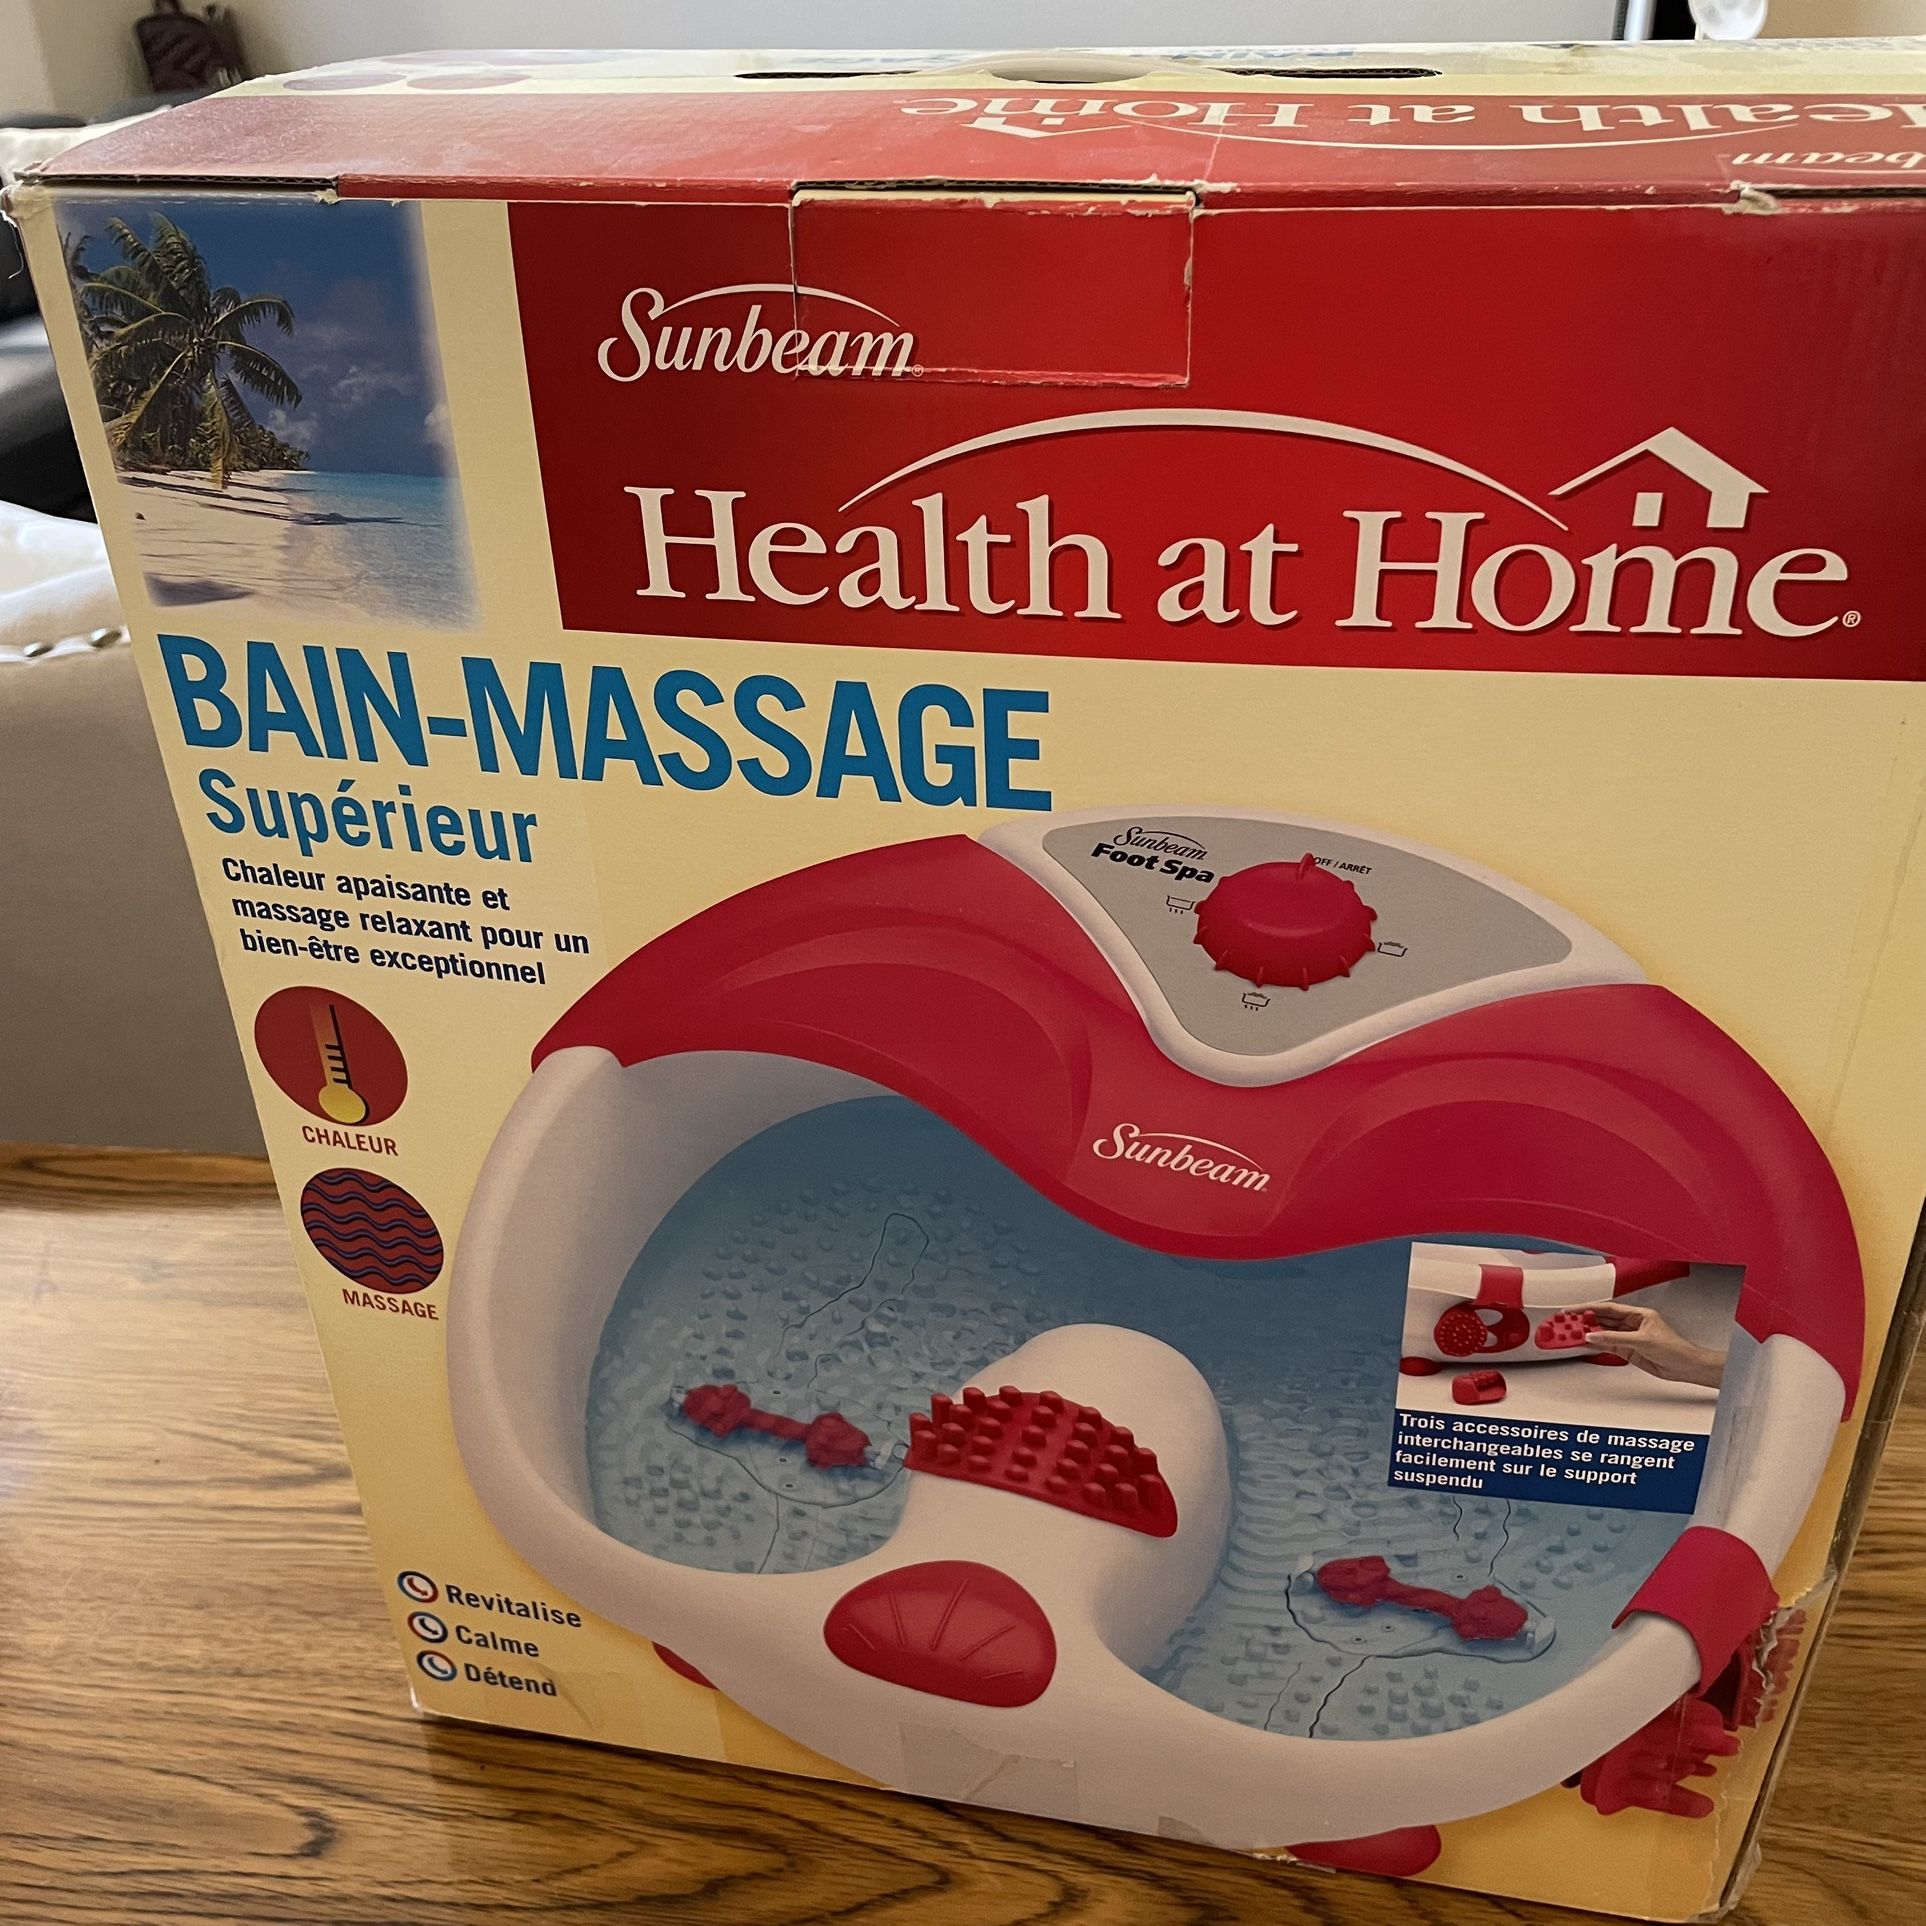 Health at Home
Sunbeam
Health at Home®
BAIN-MASSAGE
Supérieur
Chaleur apaisante et
massage relaxant pour un
bien-être exceptionnel
CHALEUR
MASSAGE
Sunbeam
Foot Spa
OFF / ARRÊT
Sunbeam
Trois accessoires de massage
interchangeables se rangent
facilement sur le support
suspendu
Revitalise
Calme
Détend